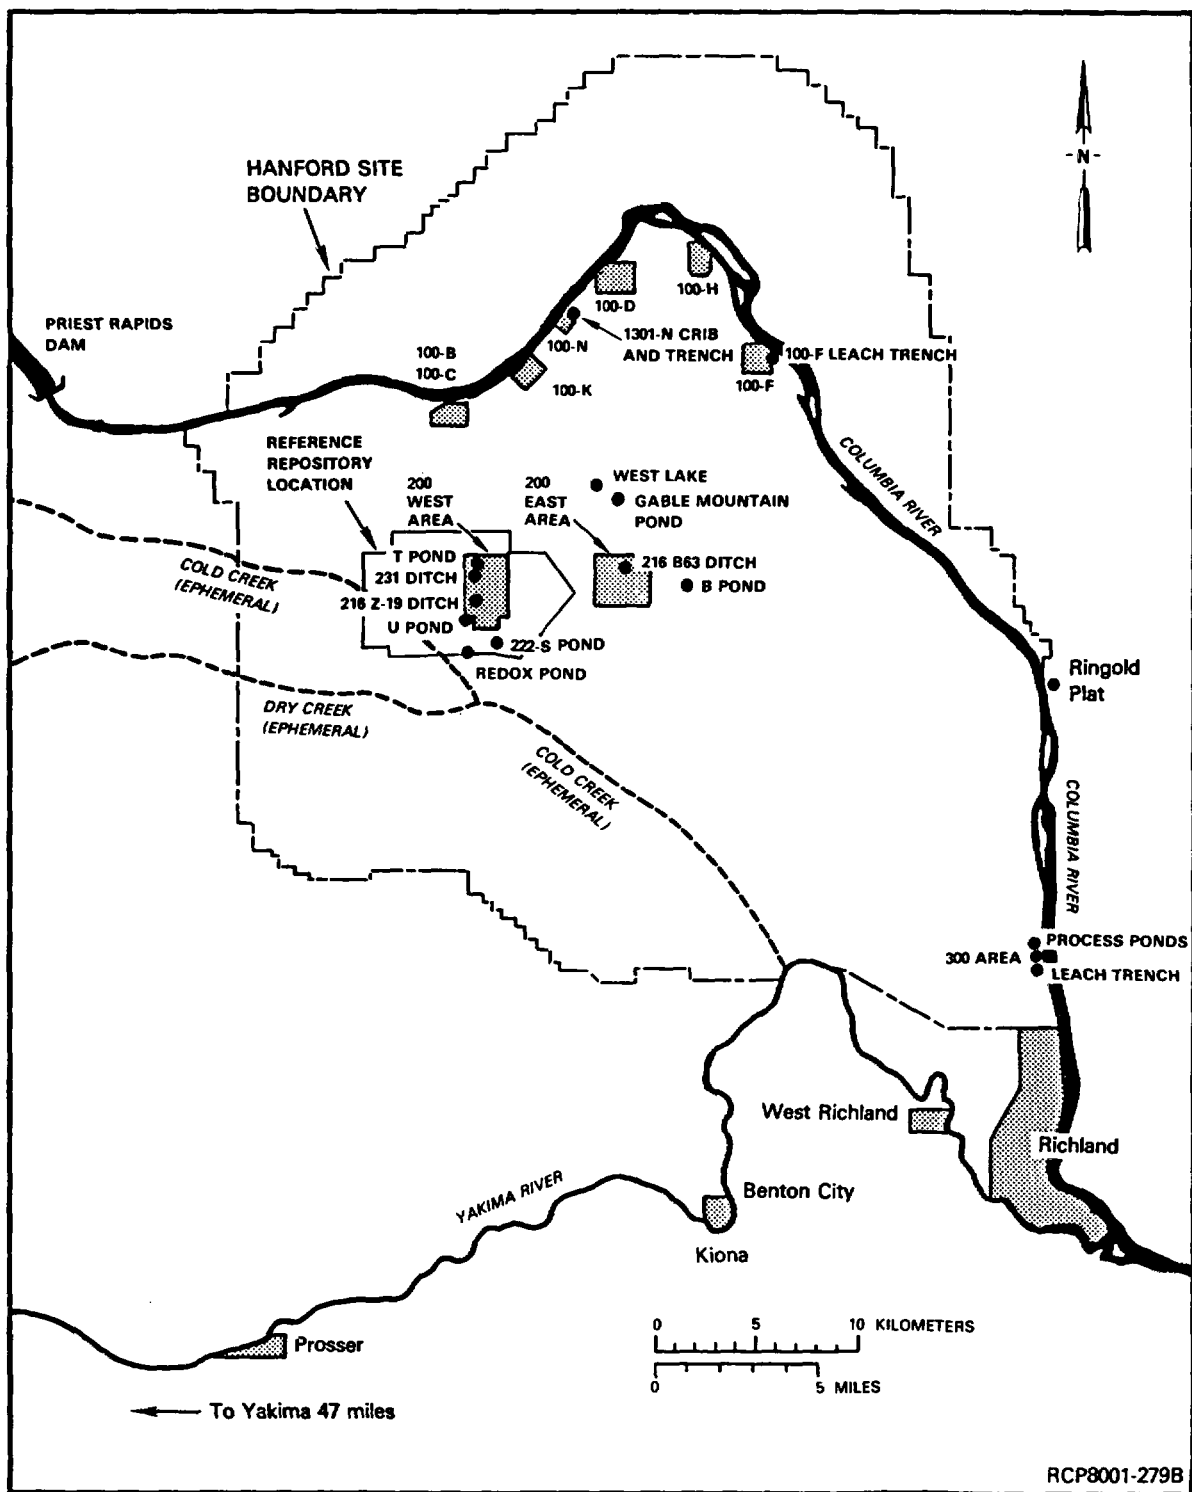 -N-
HANFORD SITE
BOUNDARY
PRIEST RAPIDS
DAM
100-B
100-C
100-K
100-N
100-D
100-H
1301-N CRIB
AND TRENCH
100-F LEACH TRENCH
100-F
COLUMBIA RIVER
REFERENCE
REPOSITORY
LOCATION
200
WEST
AREA
200
EAST
AREA
WEST LAKE
GABLE MOUNTAIN
POND
T POND
231 DITCH
216 Z-19 DITCH
U POND
222-S POND
REDOX POND
216 B63 DITCH
B POND
COLD CREEK
(EPHEMERAL)
DRY CREEK
(EPHEMERAL)
COLD CREEK
(EPHEMERAL)
Ringold
Plat
COLUMBIA RIVER
PROCESS PONDS
300 AREA
LEACH TRENCH
West Richland
Richland
Benton City
Kiona
YAKIMA RIVER
Prosser
To Yakima 47 miles
0 5 10 KILOMETERS
0 5 MILES
RCP8001-279B